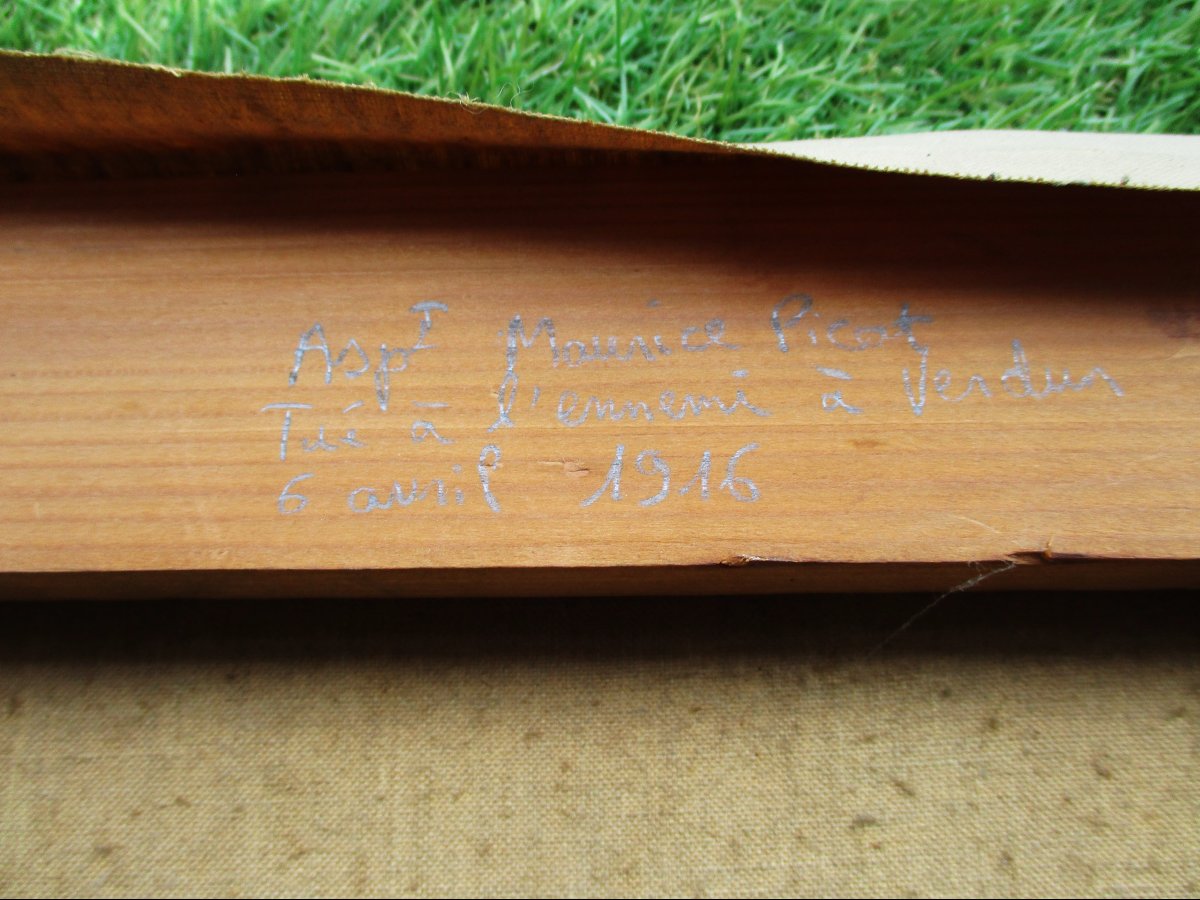 Aspᵀ Maurice Picot
Tué à l'ennemi à Verdun
6 avril 1916